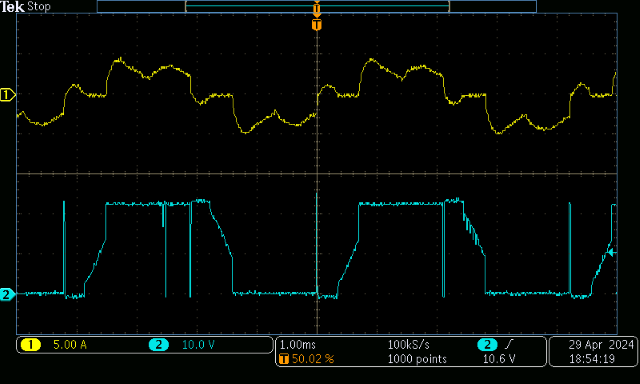 Tek Stop
T
T
1
2
1 5.00 A 2 10.0 V
1.00ms 100kS/s 2
T 50.02 % 1000 points 10.6 V
29 Apr 2024
18:54:19